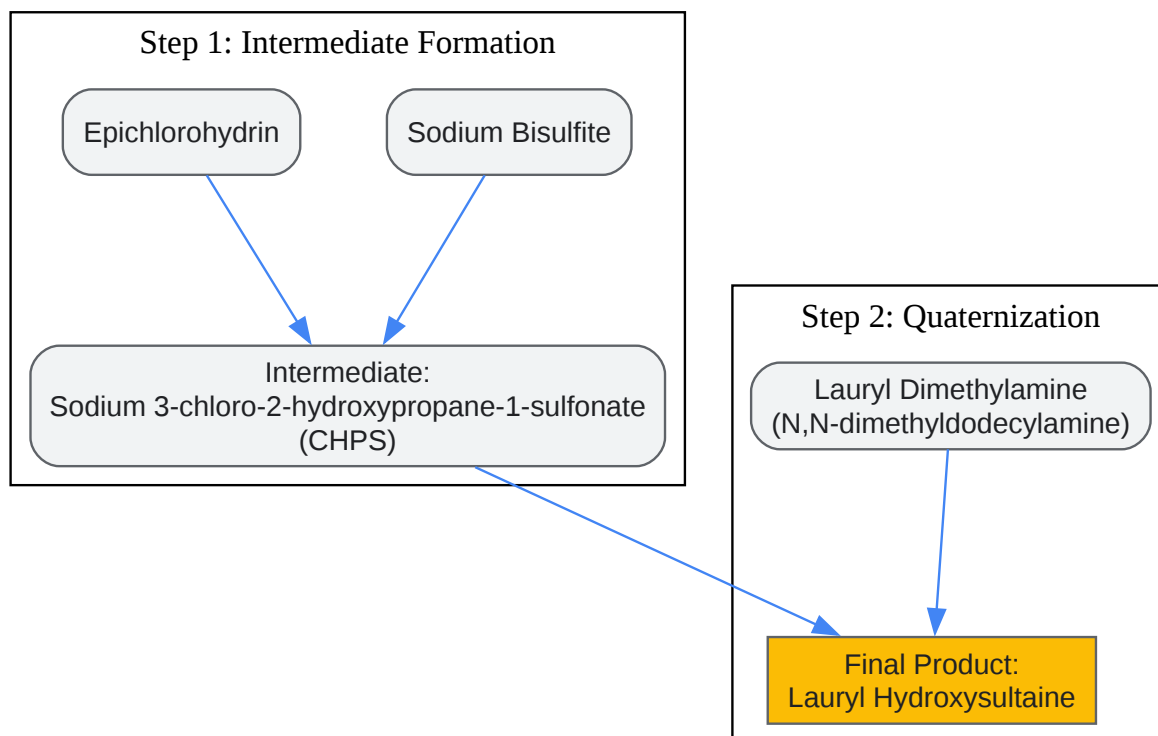 Step 1: Intermediate Formation
Epichlorohydrin
Sodium Bisulfite
Intermediate:
Sodium 3-chloro-2-hydroxypropane-1-sulfonate
(CHPS)
Step 2: Quaternization
Lauryl Dimethylamine
(N,N-dimethyldodecylamine)
Final Product:
Lauryl Hydroxysultaine